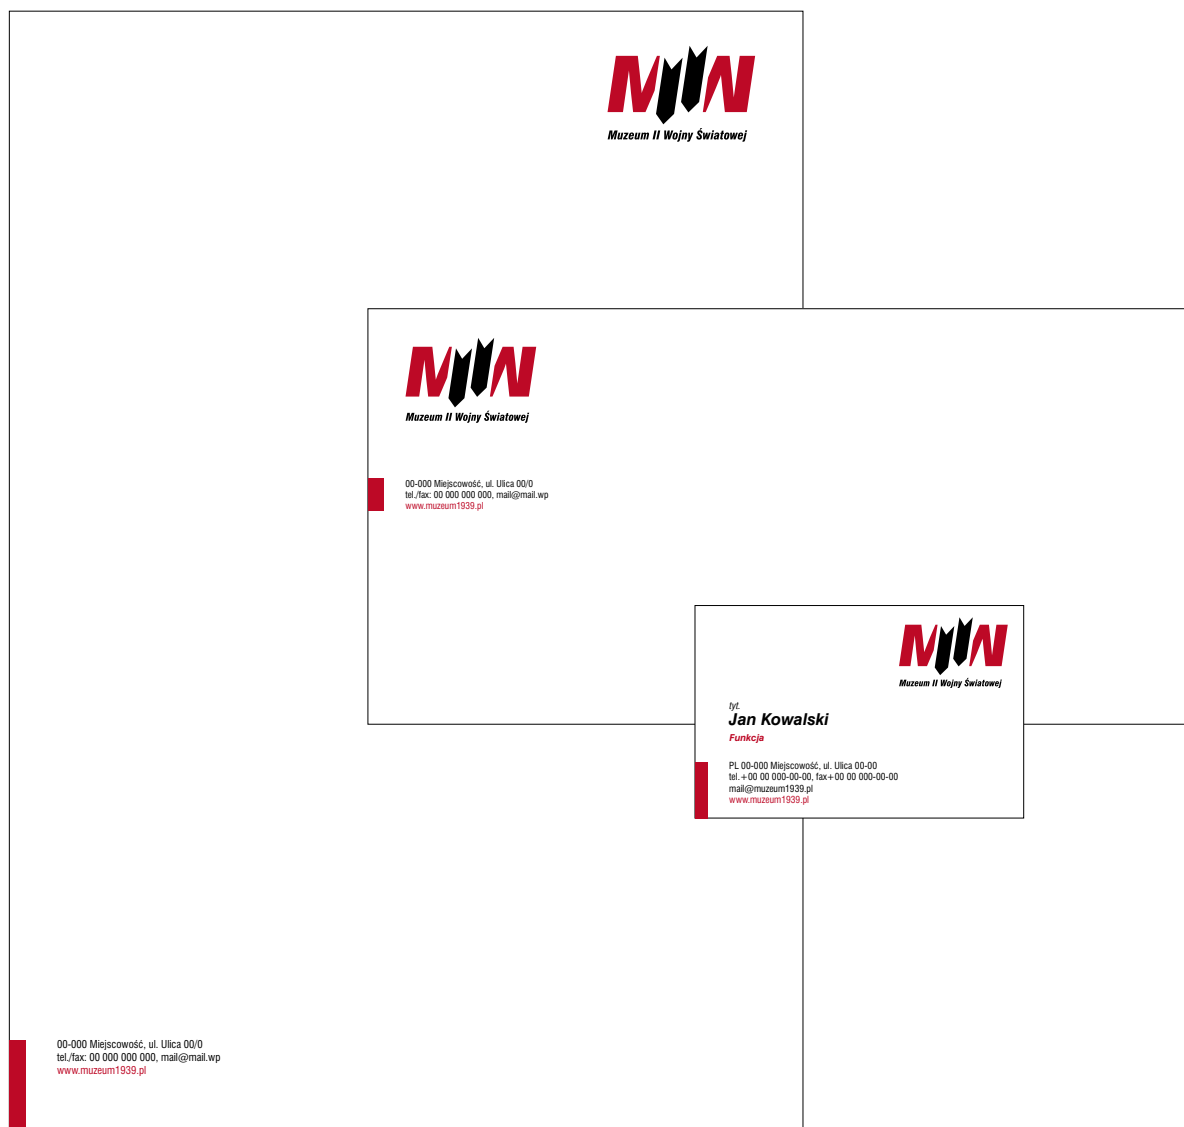 MIIW
Muzeum II Wojny Światowej
MIIW
Muzeum II Wojny Światowej
00-000 Miejscowość, ul. Ulica 00/0
tel./fax: 00 000 000 000, mail@mail.wp
www.muzeum1939.pl
MIIW
Muzeum II Wojny Światowej
tyt.
Jan Kowalski
Funkcja
PL 00-000 Miejscowość, ul. Ulica 00-00
tel.+00 00 000-00-00, fax+00 00 000-00-00
mail@muzeum1939.pl
www.muzeum1939.pl
00-000 Miejscowość, ul. Ulica 00/0
tel./fax: 00 000 000 000, mail@mail.wp
www.muzeum1939.pl